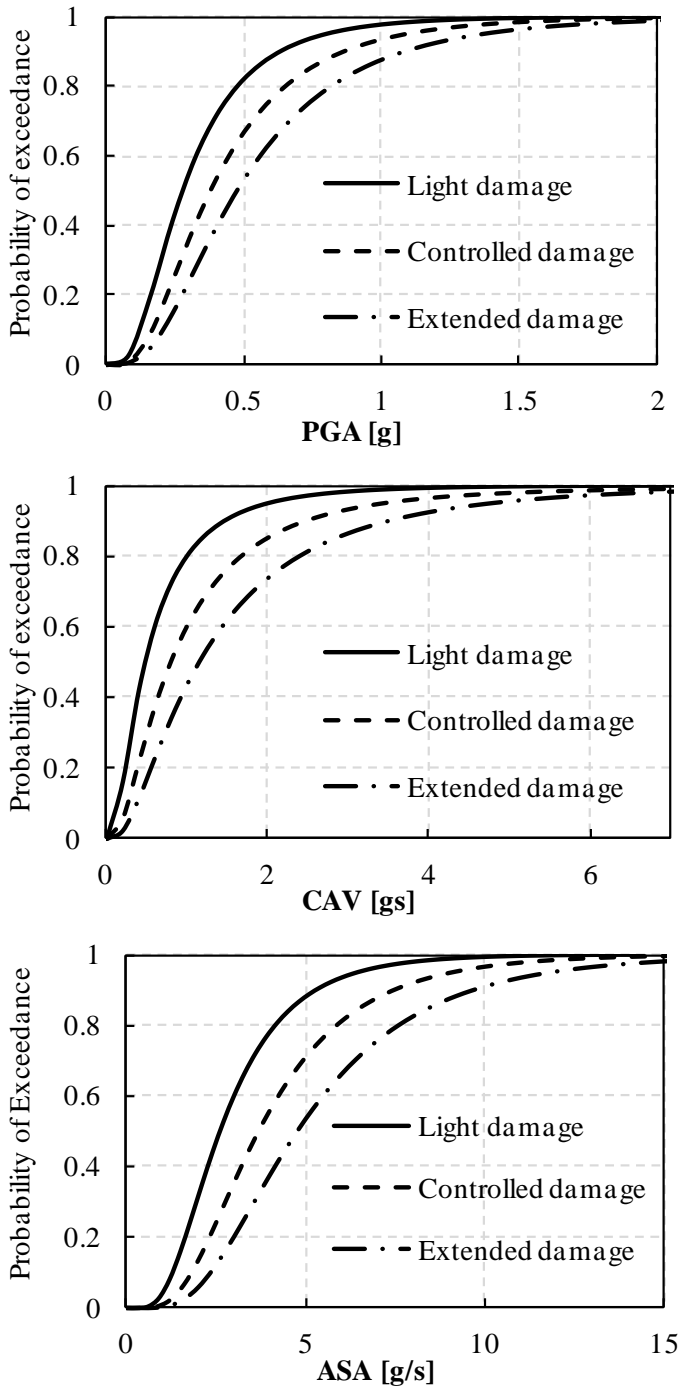 Probability of exceedance
1
0.8
0.6
0.4
0.2
0
Light damage
Controlled damage
Extended damage
0 0.5 1 1.5 2
PGA [g]
Probability of exceedance
1
0.8
0.6
0.4
0.2
0
Light damage
Controlled damage
Extended damage
0 2 4 6
CAV [gs]
Probability of Exceedance
1
0.8
0.6
0.4
0.2
0
Light damage
Controlled damage
Extended damage
0 5 10 15
ASA [g/s]